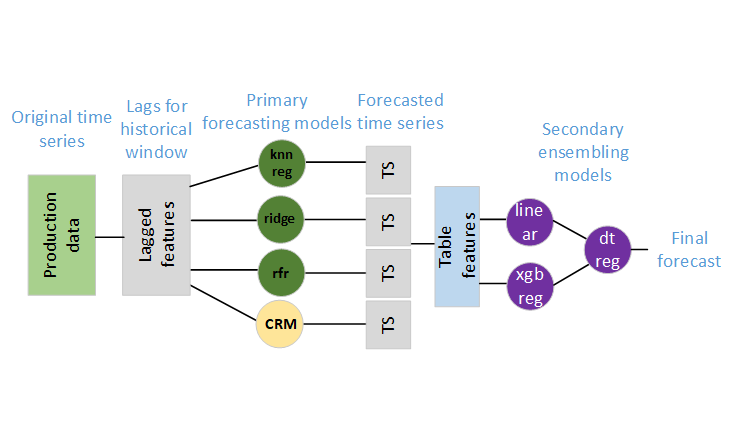 Original time
series
Lags for
historical
window
Primary
forecasting models
Forecasted
time series
Secondary
ensembling
models
Production
data
Lagged
features
knn
reg
ridge
rfr
CRM
TS
TS
TS
TS
Table
features
line
ar
xgb
reg
dt
reg
Final
forecast